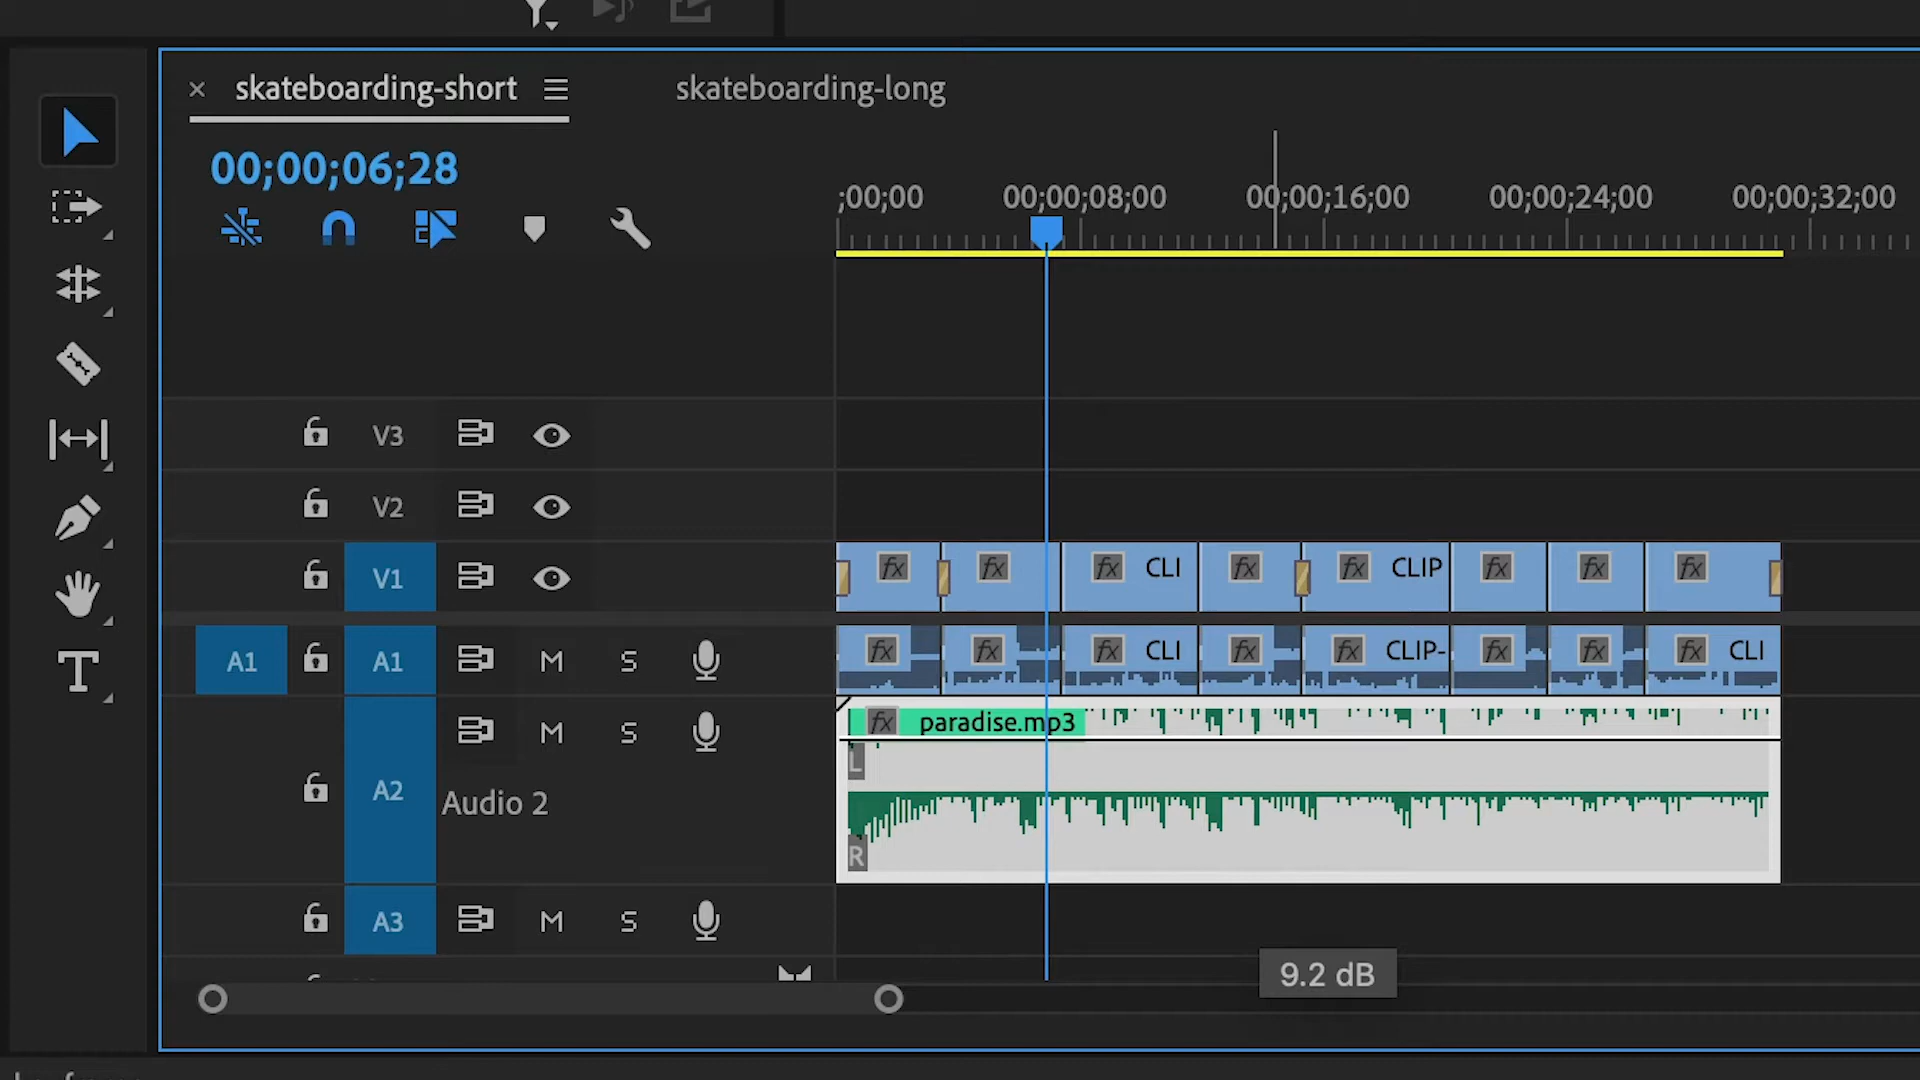 skateboarding-short
skateboarding-long
00;00;06;28
;00;00
00;00;08;00
00;00;16;00
00;00;24;00
00;00;32;00
V3
V2
V1
fx
fx
fx CLI
fx
fx CLIP
fx
fx
fx
A1
A1
M
S
fx
fx
fx CLI
fx
fx CLIP-
fx
fx
fx CLI
M
S
fx paradise.mp3
L
A2
Audio 2
R
A3
M
S
9.2 dB